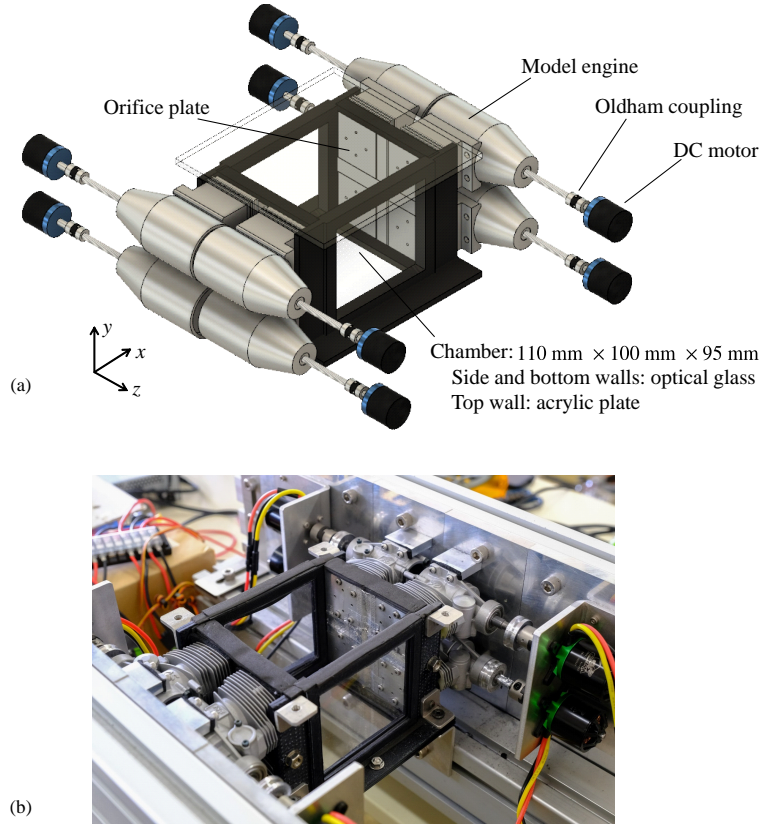 Model engine
Orifice plate
Oldham coupling
DC motor
y
x
z
Chamber: 110 mm × 100 mm × 95 mm
Side and bottom walls: optical glass
Top wall: acrylic plate
(a)
(b)